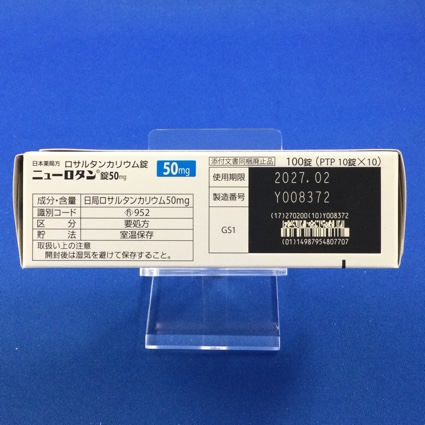 日本薬局方 ロサルタンカリウム錠
ニューロタン®錠50mg
50mg
成分・含量 日局ロサルタンカリウム50mg
識別コード 952
区分 要処方
貯法 室温保存
取扱い上の注意
開封後は湿気を避けて保存すること。
添付文書同梱廃止品 100錠(PTP 10錠×10)
使用期限 2027.02
製造番号 Y008372
GS1
(17)270200(10)Y008372
(01)14987954807707